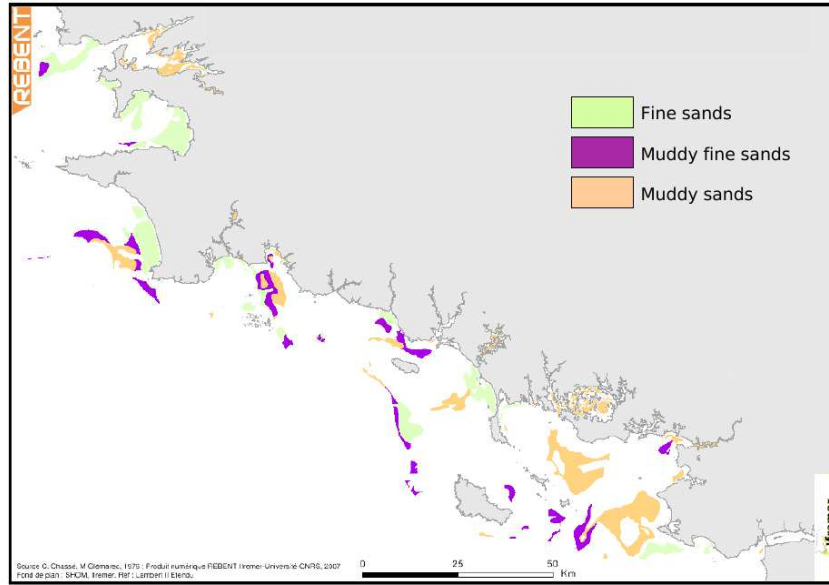 REBENT
Fine sands
Muddy fine sands
Muddy sands
Source C. Chassé, M Glémarec, 1976 : Produit numérique REBENT Ifremer-Université-CNRS, 2007
Fond de plan : SHOM, Ifremer. Réf : Lambert II Etendu
0 25 50
Km